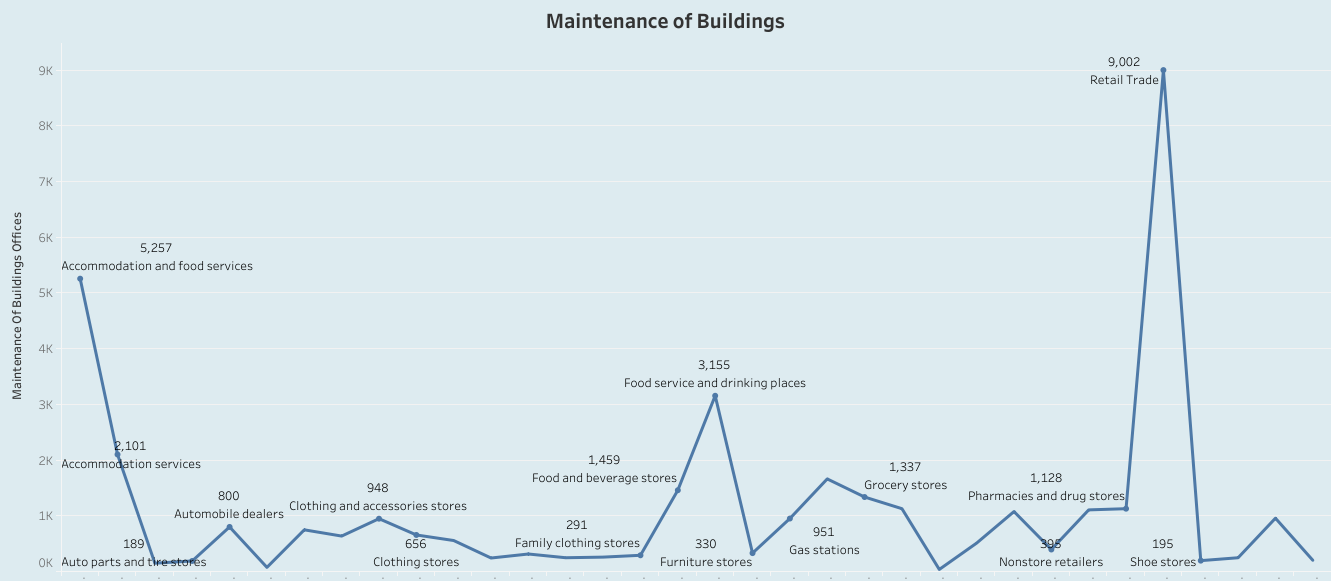 Maintenance of Buildings
Maintenance Of Buildings Offices
9K
8K
7K
6K
5K
4K
3K
2K
1K
0K
9,002
Retail Trade
5,257
Accommodation and food services
3,155
Food service and drinking places
2,101
Accommodation services
1,459
Food and beverage stores
1,337
Grocery stores
1,128
Pharmacies and drug stores
948
Clothing and accessories stores
800
Automobile dealers
291
Family clothing stores
951
Gas stations
189
Auto parts and tire stores
656
Clothing stores
330
Furniture stores
395
Nonstore retailers
195
Shoe stores